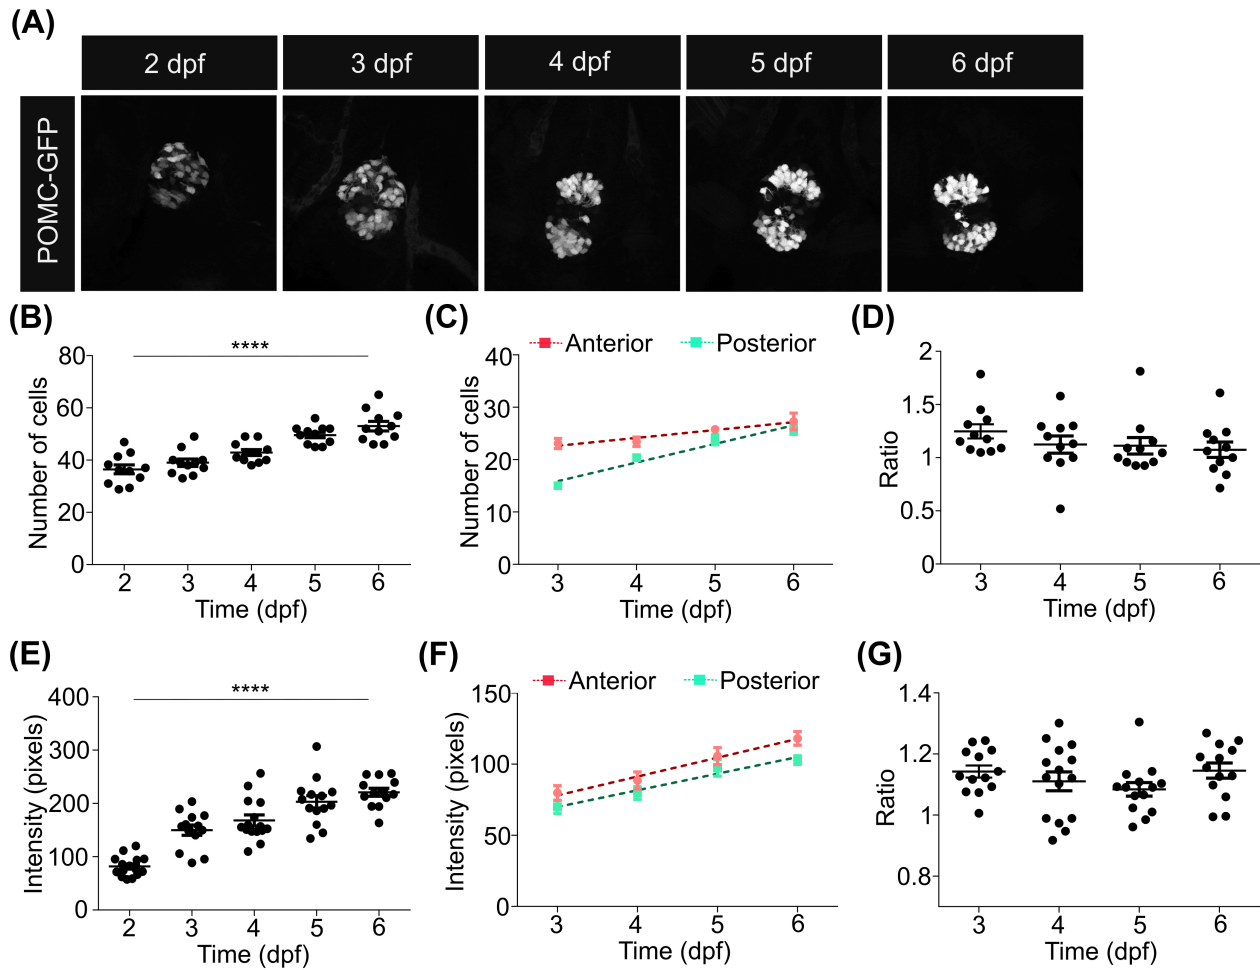 (A)
2 dpf 3 dpf 4 dpf 5 dpf 6 dpf
POMC-GFP
(B)
****
Number of cells
80
60
40
20
0
2 3 4 5 6
Time (dpf)
(C)
Anterior Posterior
Number of cells
40
30
20
10
0
3 4 5 6
Time (dpf)
(D)
Ratio
2
1.5
1
0.5
0
3 4 5 6
Time (dpf)
(E)
****
Intensity (pixels)
400
300
200
100
0
2 3 4 5 6
Time (dpf)
(F)
Anterior Posterior
Intensity (pixels)
150
100
50
0
3 4 5 6
Time (dpf)
(G)
Ratio
1.4
1.2
1
0.8
3 4 5 6
Time (dpf)